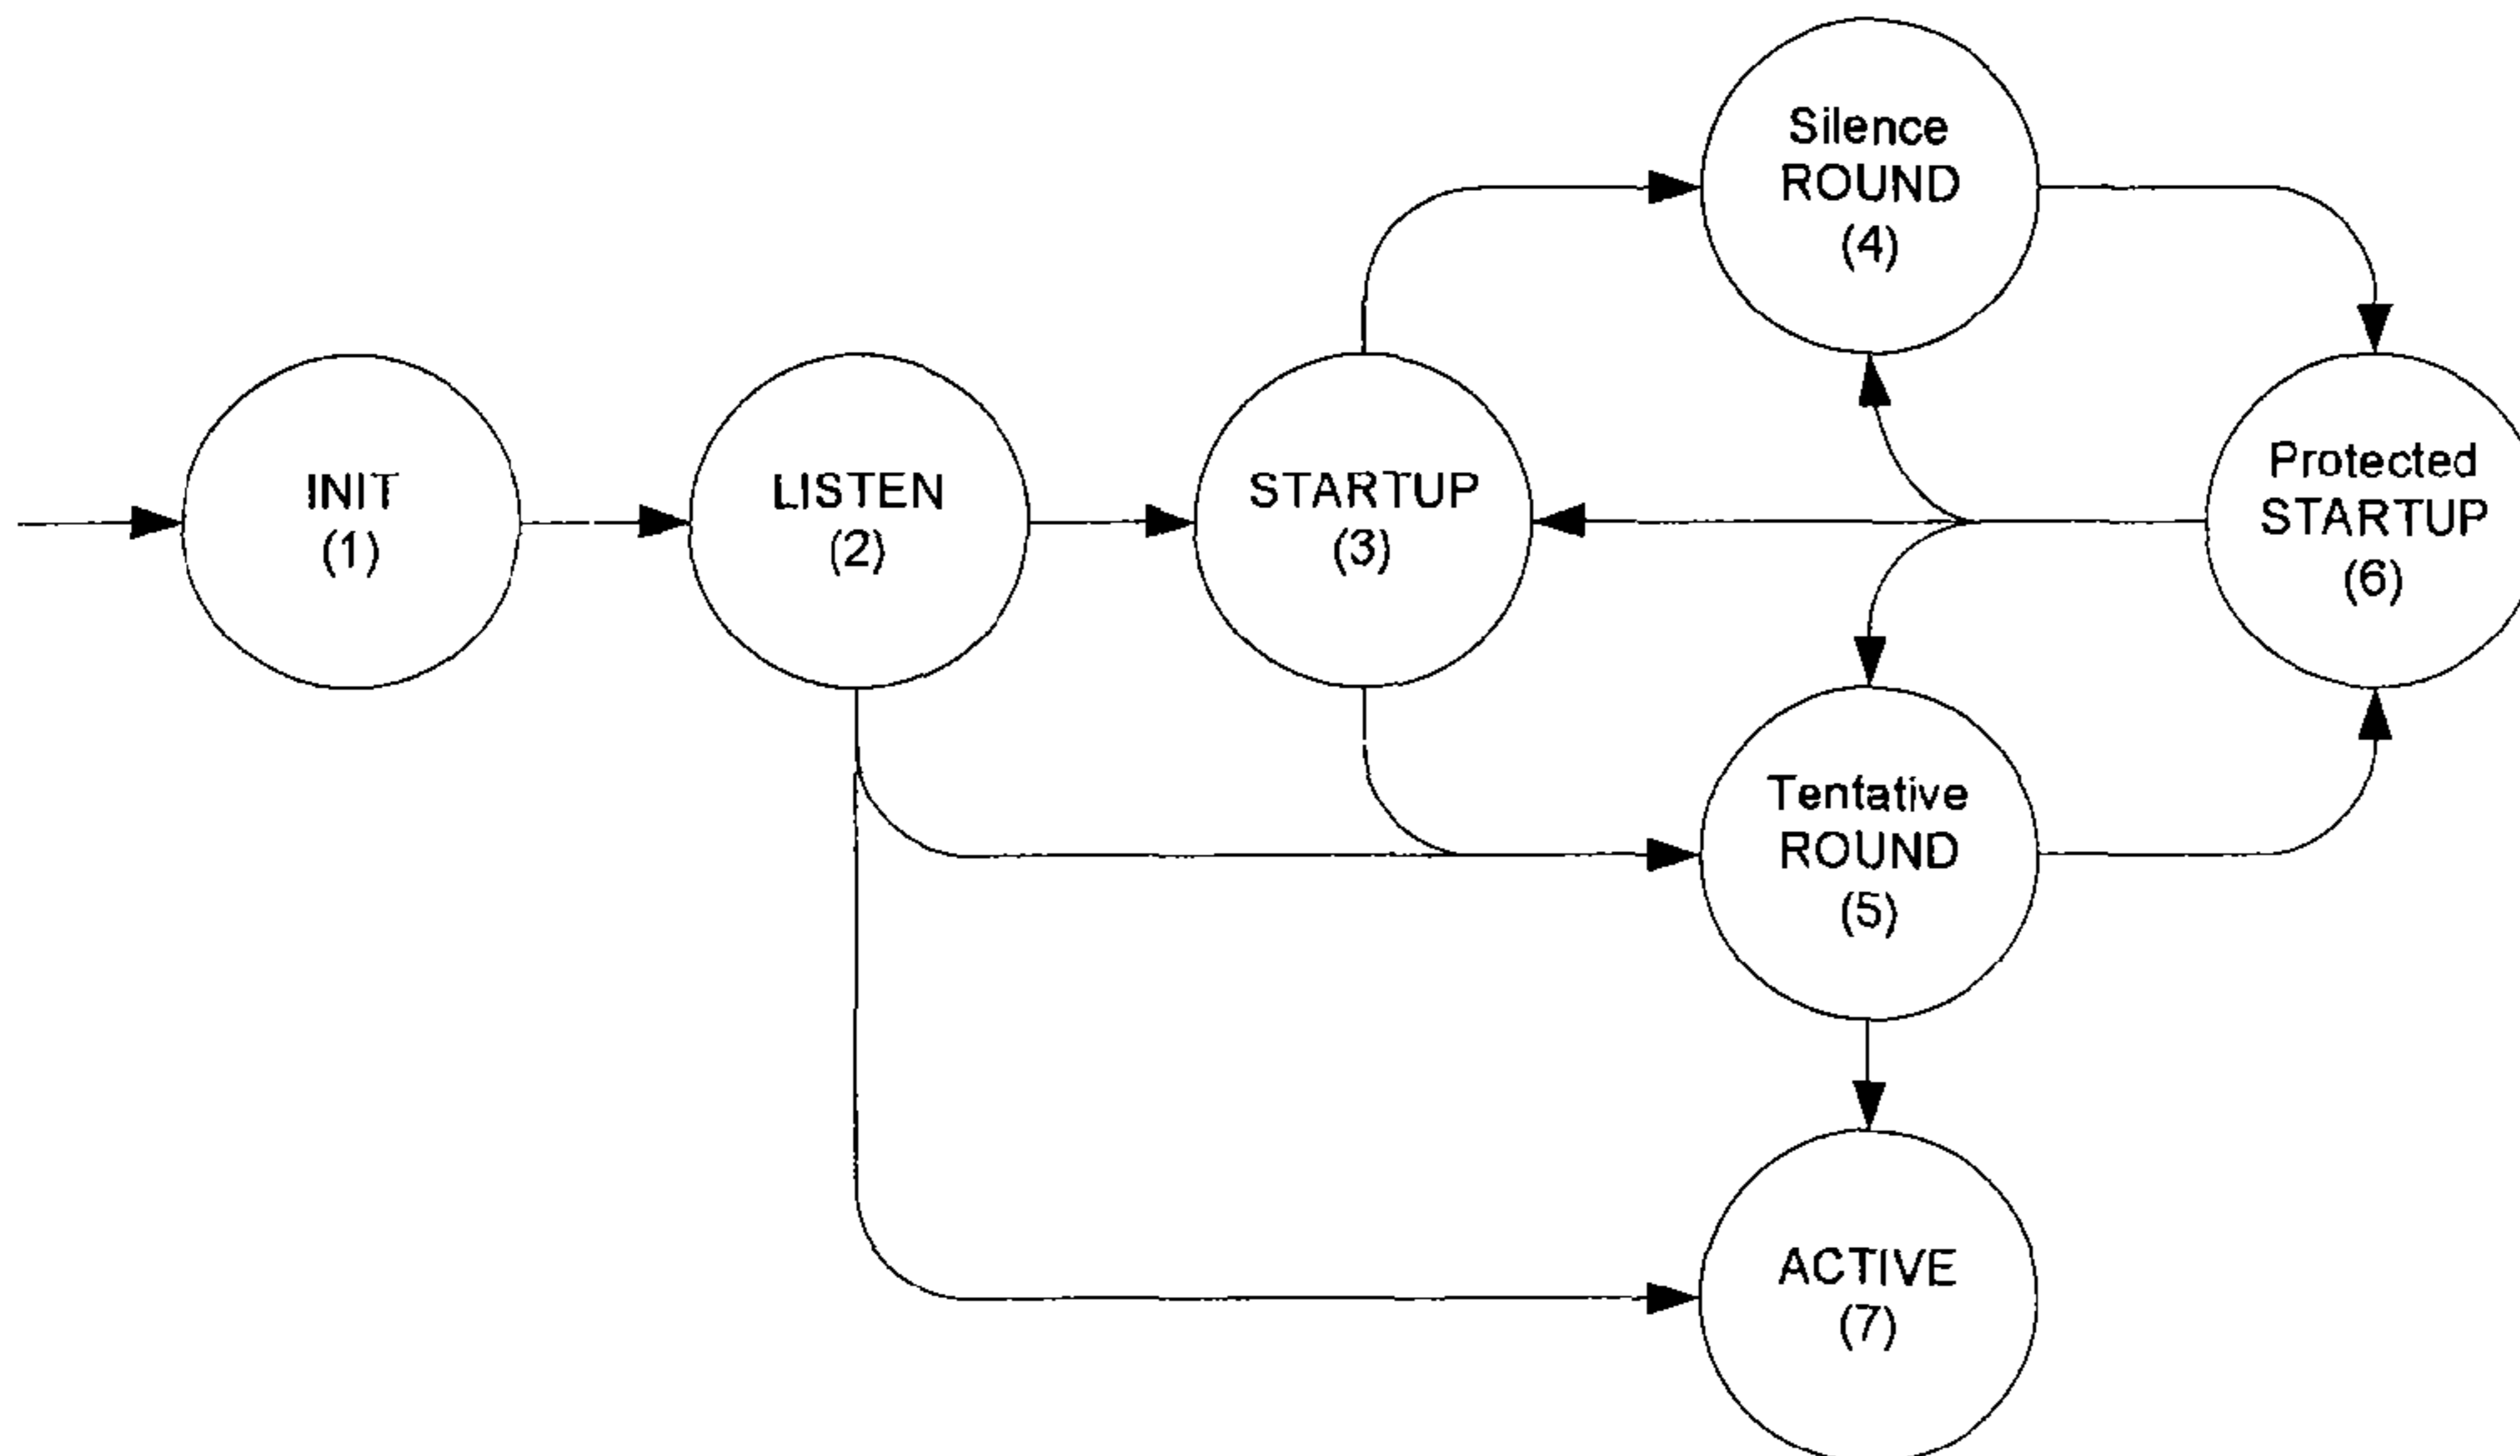 Silence
ROUND
(4)
INIT
(1)
LISTEN
(2)
STARTUP
(3)
Protected
STARTUP
(6)
Tentative
ROUND
(5)
ACTIVE
(7)